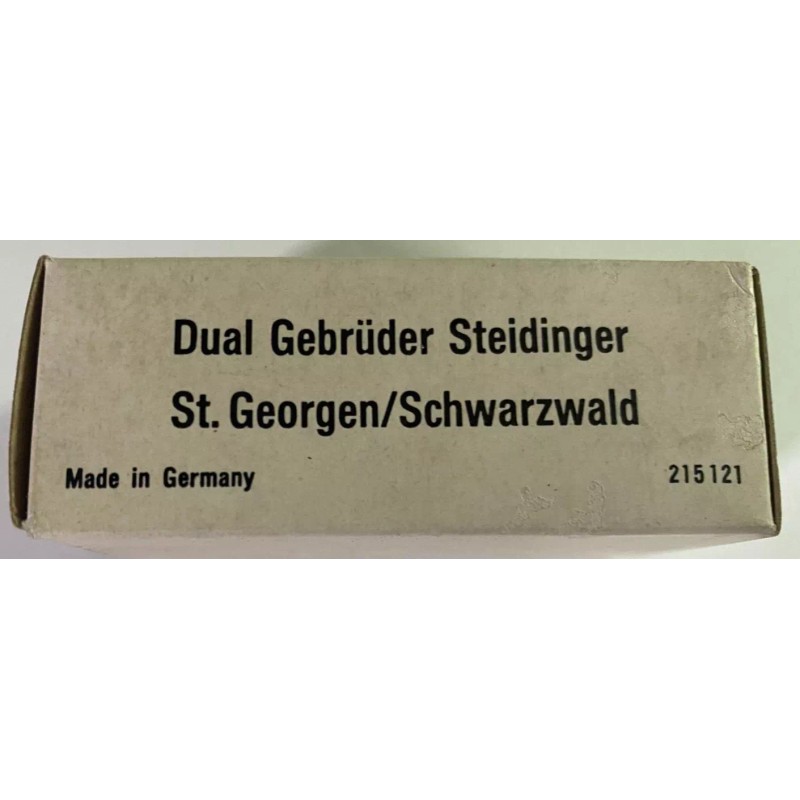 Dual Gebrüder Steidinger
St. Georgen/Schwarzwald
Made in Germany 215121